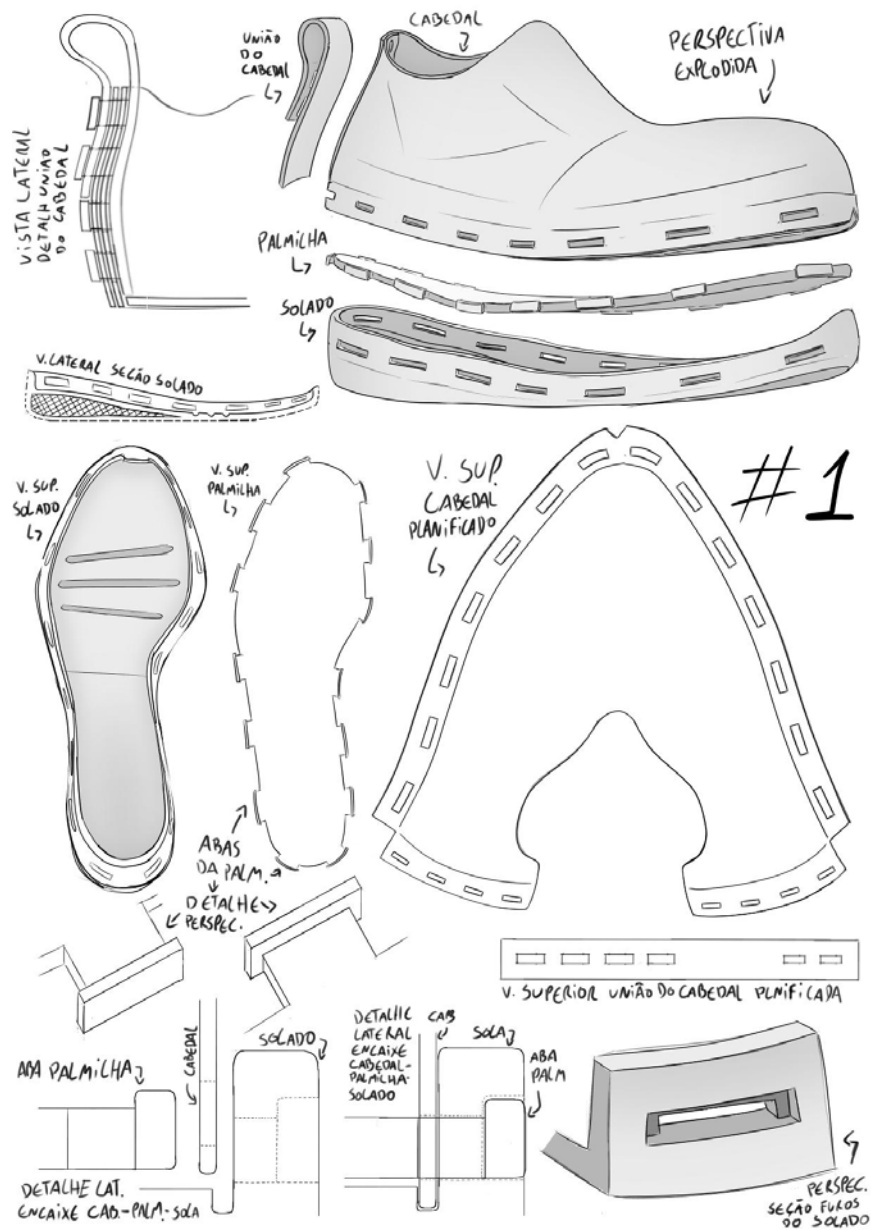 CABEDAL
UNIÃO
DO
CABEDAL
PERSPECTIVA
EXPLODIDA
VISTA LATERAL
DETALH UNIÃO
DO CABEDAL
PALMILHA
SOLADO
V. LATERAL SEÇÃO SOLADO
V. SUP.
SOLADO
V. SUP.
PALMILHA
V. SUP.
CABEDAL
PLANIFICADO
#1
ABAS
DA PALM.
DETALHE
PERSPEC.
V. SUPERIOR UNIÃO DO CABEDAL PLNIFICADA
ABA PALMILHA
CABEDAL
SOLADO
DETALHE LAT.
ENCAIXE CAB.-PALM.-SOLA
DETALHE
LATERAL
ENCAIXE
CABEDAL-
PALMILHA-
SOLADO
CAB
SOLA
ABA
PALM
PERSPEC.
SEÇÃO FUROS
DO SOLADO